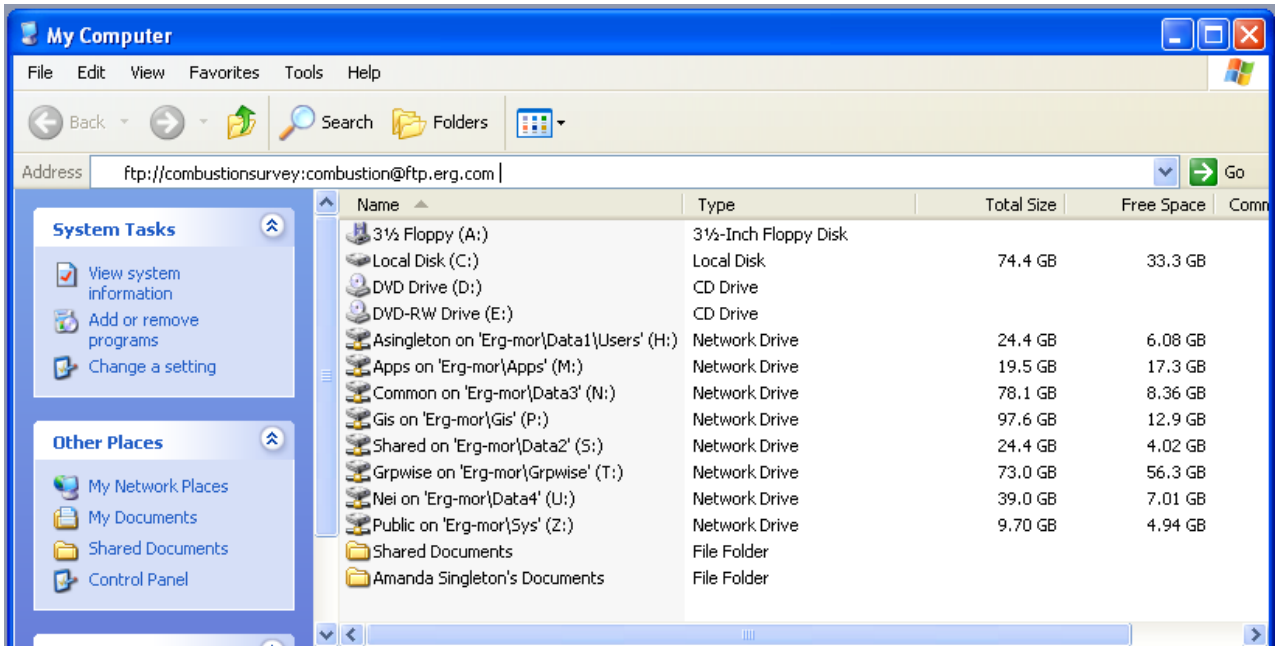 My Computer
File Edit View Favorites Tools Help
Back Search Folders
Address ftp://combustionsurvey:combustion@ftp.erg.com Go
System Tasks
View system
information
Add or remove
programs
Change a setting
Other Places
My Network Places
My Documents
Shared Documents
Control Panel
Name Type Total Size Free Space Comn
3½ Floppy (A:) 3½-Inch Floppy Disk
Local Disk (C:) Local Disk 74.4 GB 33.3 GB
DVD Drive (D:) CD Drive
DVD-RW Drive (E:) CD Drive
Asingleton on 'Erg-mor\Data1\Users' (H:) Network Drive 24.4 GB 6.08 GB
Apps on 'Erg-mor\Apps' (M:) Network Drive 19.5 GB 17.3 GB
Common on 'Erg-mor\Data3' (N:) Network Drive 78.1 GB 8.36 GB
Gis on 'Erg-mor\Gis' (P:) Network Drive 97.6 GB 12.9 GB
Shared on 'Erg-mor\Data2' (S:) Network Drive 24.4 GB 4.02 GB
Grpwise on 'Erg-mor\Grpwise' (T:) Network Drive 73.0 GB 56.3 GB
Nei on 'Erg-mor\Data4' (U:) Network Drive 39.0 GB 7.01 GB
Public on 'Erg-mor\Sys' (Z:) Network Drive 9.70 GB 4.94 GB
Shared Documents File Folder
Amanda Singleton's Documents File Folder